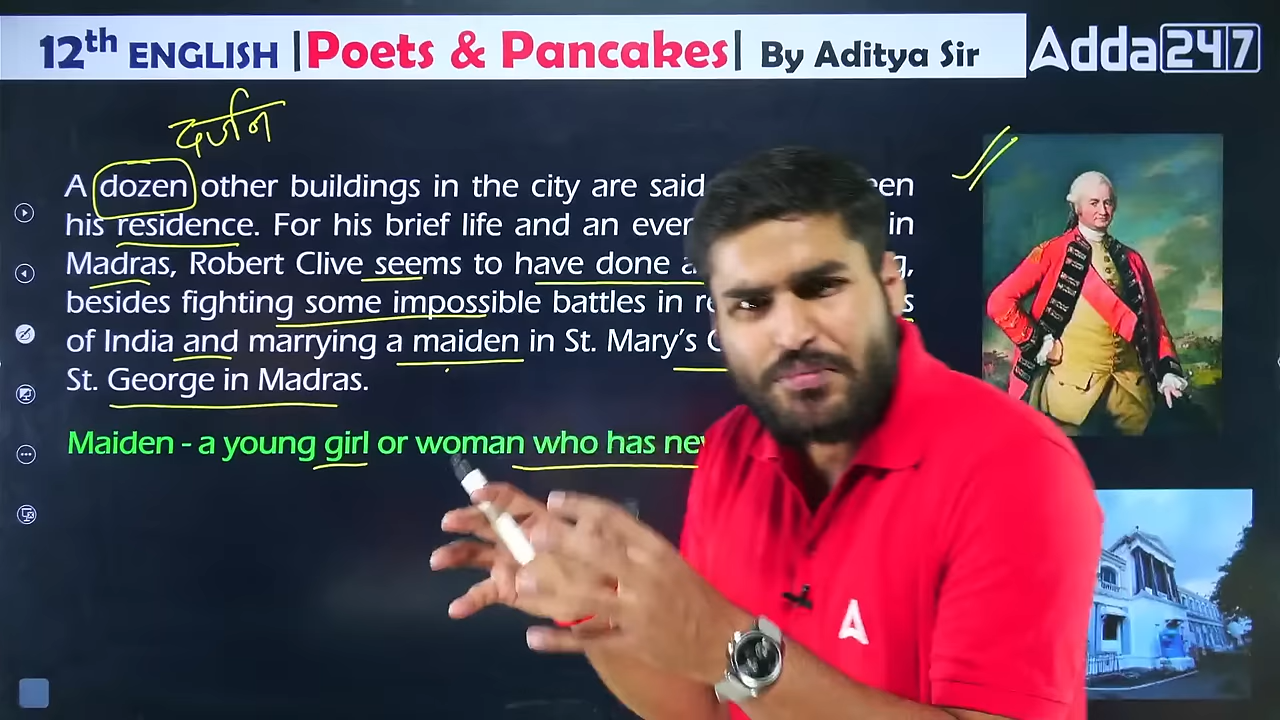 12th ENGLISH |Poets & Pancakes| By Aditya Sir
Adda247
दर्जन
A dozen other buildings in the city are said
his residence. For his brief life and an in
Madras, Robert Clive seems to have done
besides fighting some impossible battles in
of India and marrying a maiden in St. Mary's
St. George in Madras.
Maiden - a young girl or woman who has
A